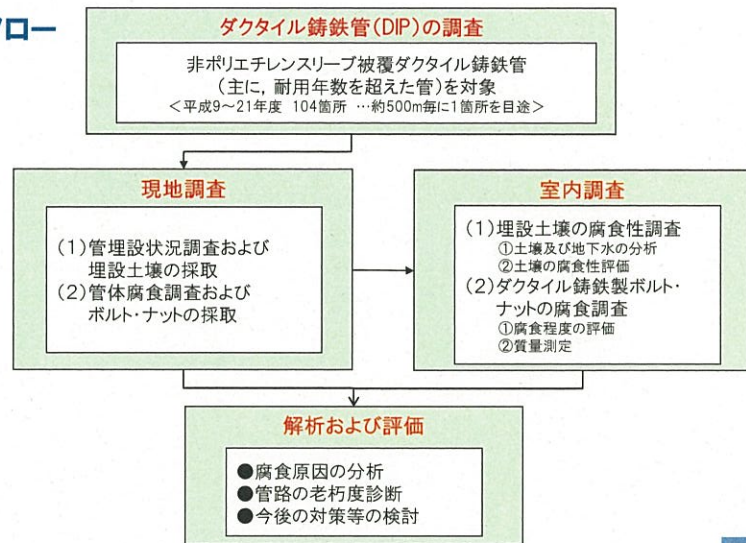 フロー
ダクタイル鋳鉄管(DIP)の調査
非ポリエチレンスリーブ被覆ダクタイル鋳鉄管
(主に，耐用年数を超えた管)を対象
<平成9～21年度 104箇所 …約500m毎に1箇所を目途>
現地調査
(1)管埋設状況調査および
埋設土壌の採取
(2)管体腐食調査および
ボルト・ナットの採取
室内調査
(1)埋設土壌の腐食性調査
①土壌及び地下水の分析
②土壌の腐食性評価
(2)ダクタイル鋳鉄製ボルト・
ナットの腐食調査
①腐食程度の評価
②質量測定
解析および評価
●腐食原因の分析
●管路の老朽度診断
●今後の対策等の検討